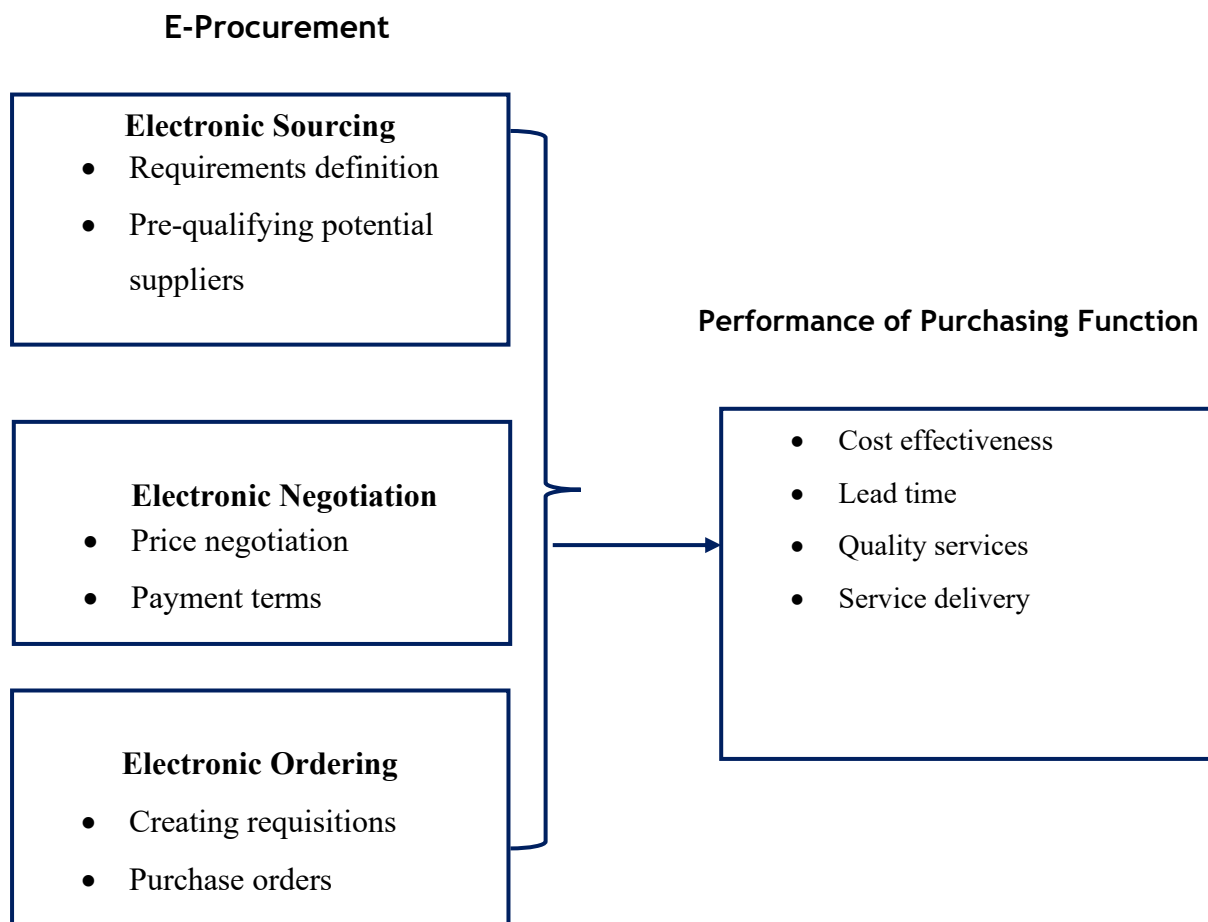 E-Procurement
Electronic Sourcing
• Requirements definition
• Pre-qualifying potential
suppliers
Electronic Negotiation
• Price negotiation
• Payment terms
Electronic Ordering
• Creating requisitions
• Purchase orders
Performance of Purchasing Function
• Cost effectiveness
• Lead time
• Quality services
• Service delivery